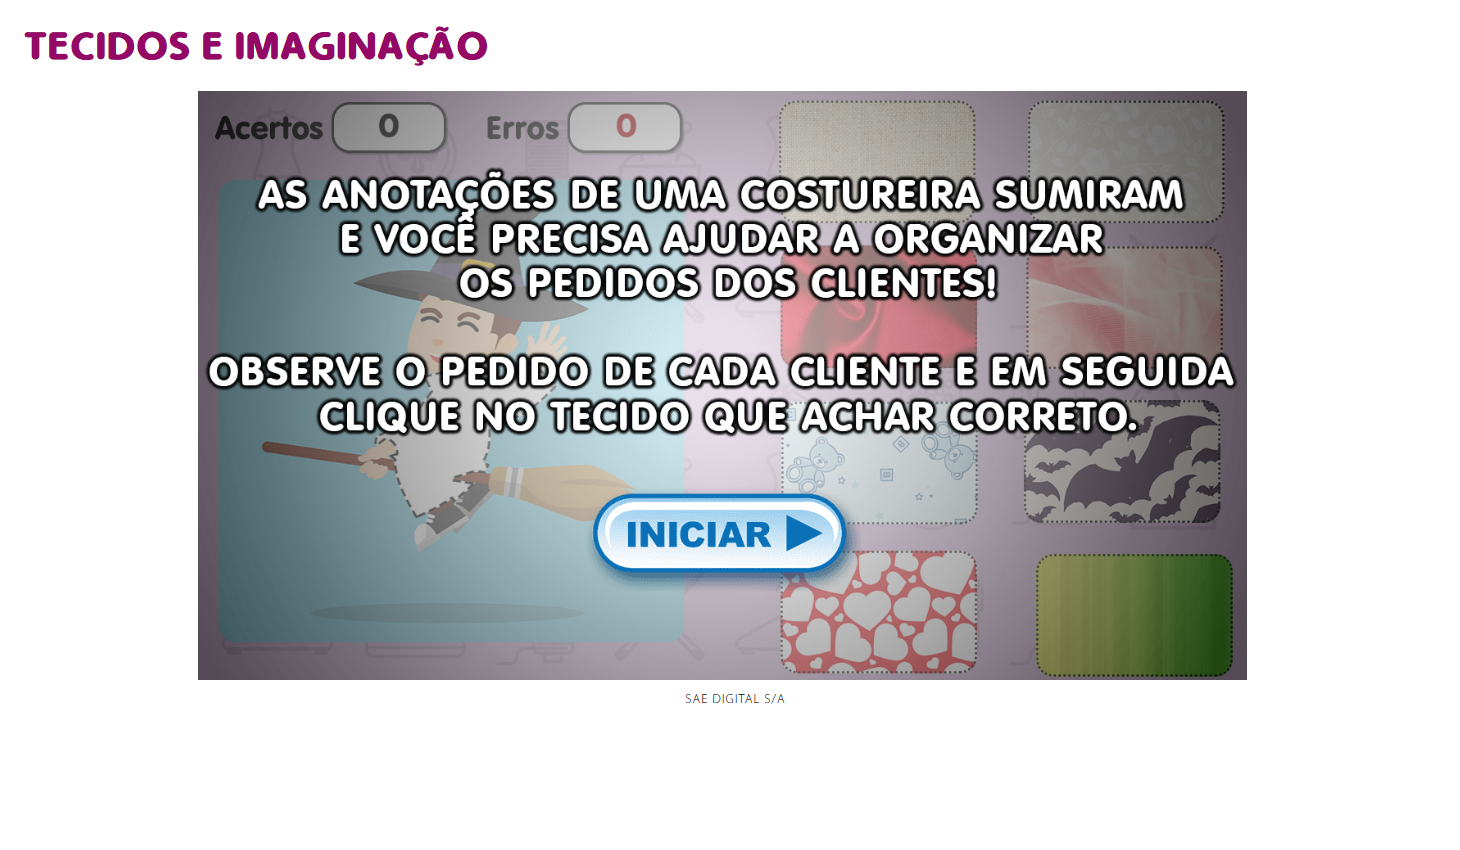 TECIDOS E IMAGINAÇÃO
Acertos 0 Erros 0
AS ANOTAÇÕES DE UMA COSTUREIRA SUMIRAM
E VOCÊ PRECISA AJUDAR A ORGANIZAR
OS PEDIDOS DOS CLIENTES!
OBSERVE O PEDIDO DE CADA CLIENTE E EM SEGUIDA
CLIQUE NO TECIDO QUE ACHAR CORRETO.
INICIAR
SAE DIGITAL S/A